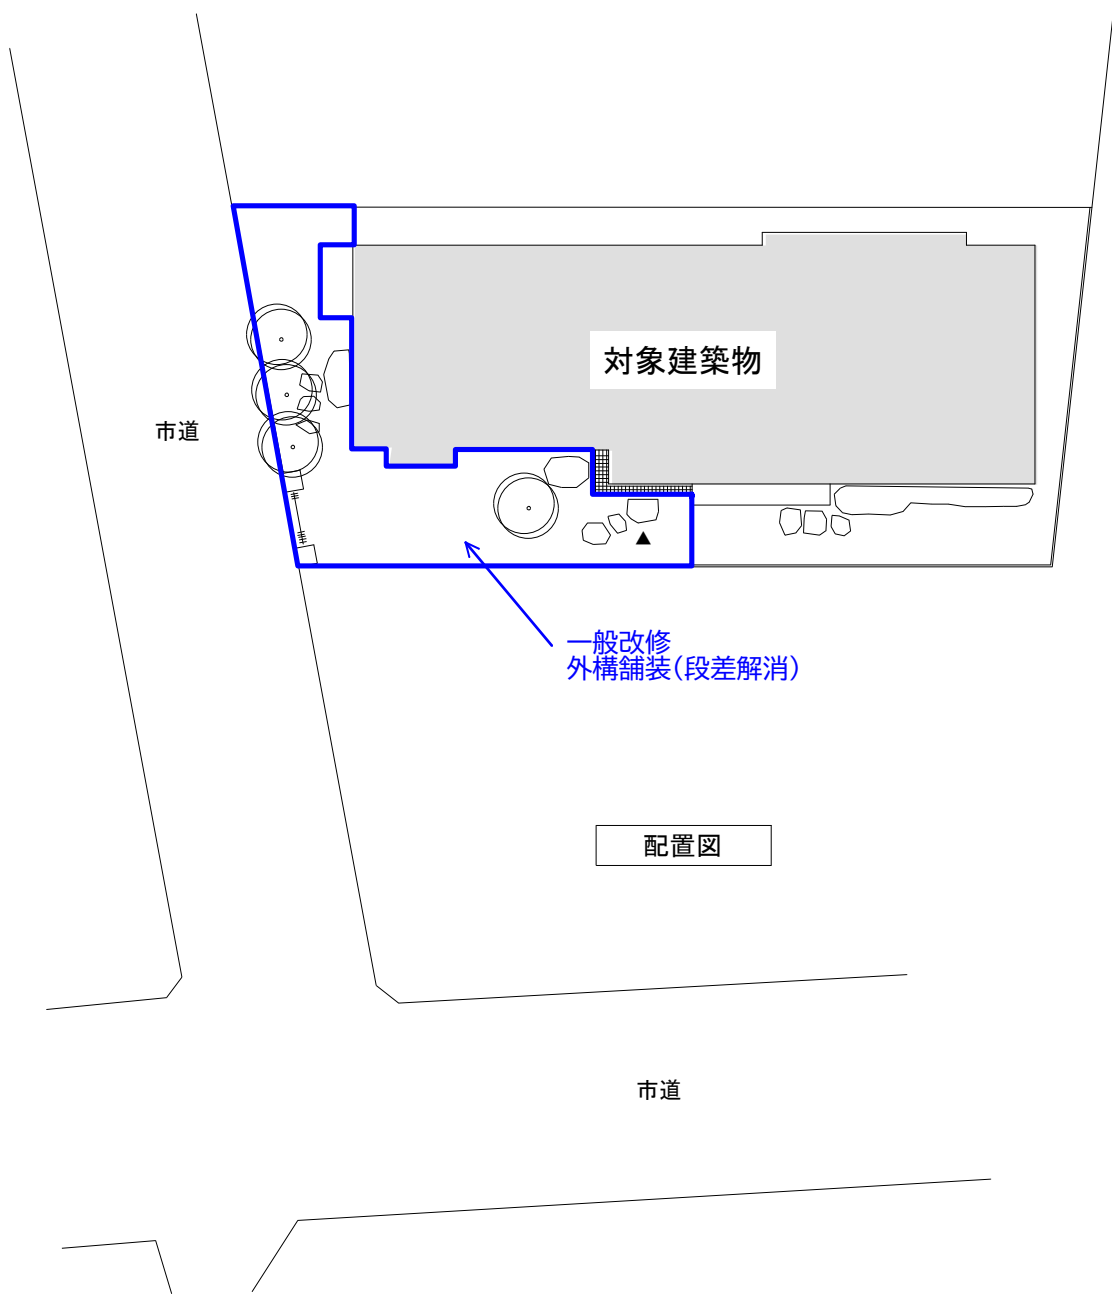 対象建築物
市道
一般改修
外構舗装(段差解消)
配置図
市道